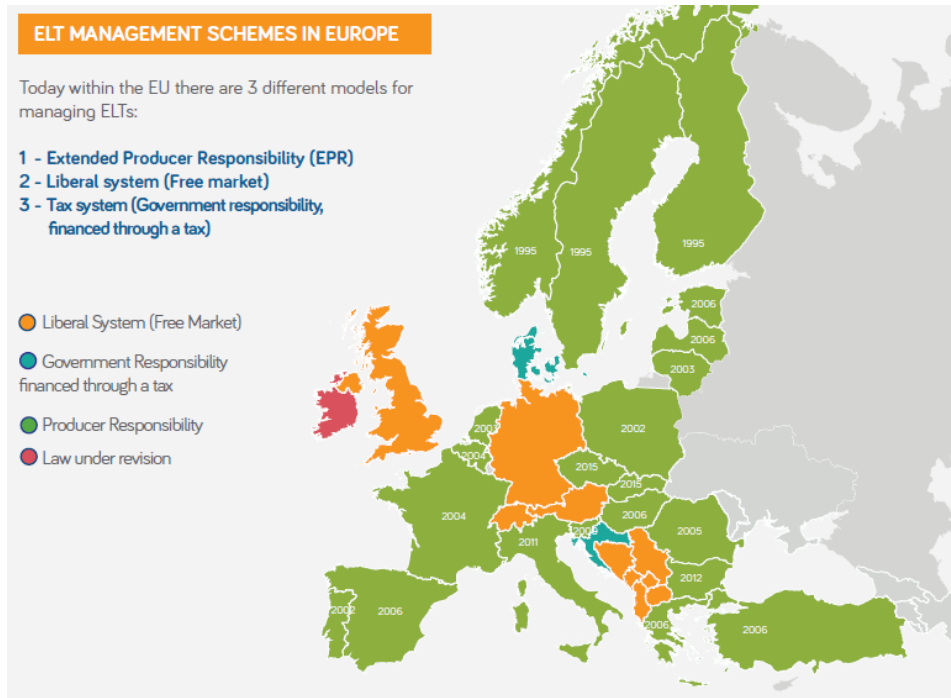 ELT MANAGEMENT SCHEMES IN EUROPE
Today within the EU there are 3 different models for
managing ELTs:
1 - Extended Producer Responsibility (EPR)
2 - Liberal system (Free market)
3 - Tax system (Government responsibility,
financed through a tax)
Liberal System (Free Market)
Government Responsibility
financed through a tax
Producer Responsibility
Law under revision
1995
1995
1995
2006
2006
2003
2003
2004
2002
2015
2015
2004
2006
2009
2005
2011
2012
2002
2006
2006
2006